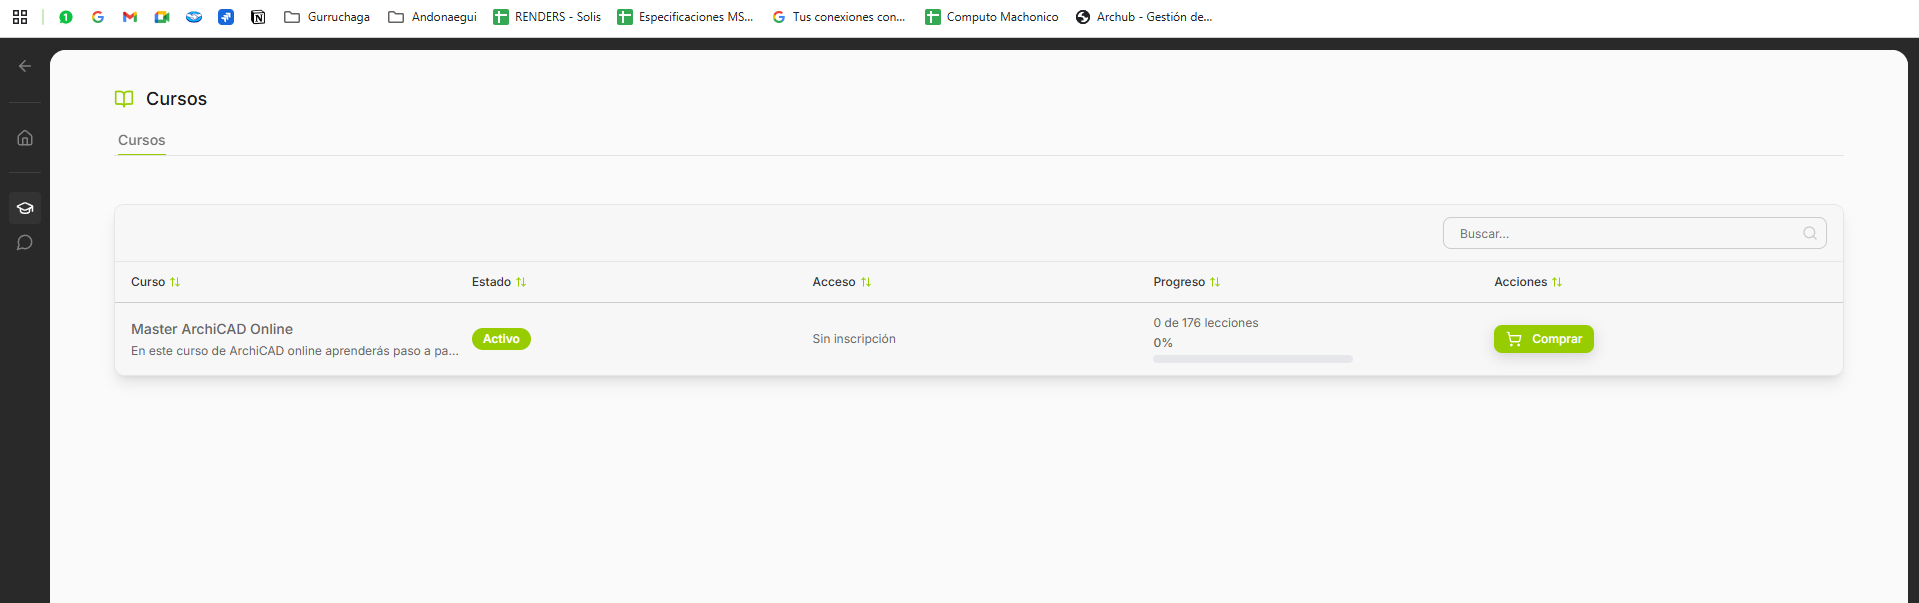 1 Gurruchaga Andonaegui RENDERS - Solis Especificaciones MS... Tus conexiones con... Computo Machonico Archub - Gestión de...
Cursos
Cursos
Buscar...
Curso Estado Acceso Progreso Acciones
Master ArchiCAD Online
En este curso de ArchiCAD online aprenderás paso a pa...
Activo
Sin inscripción
0 de 176 lecciones
0%
Comprar